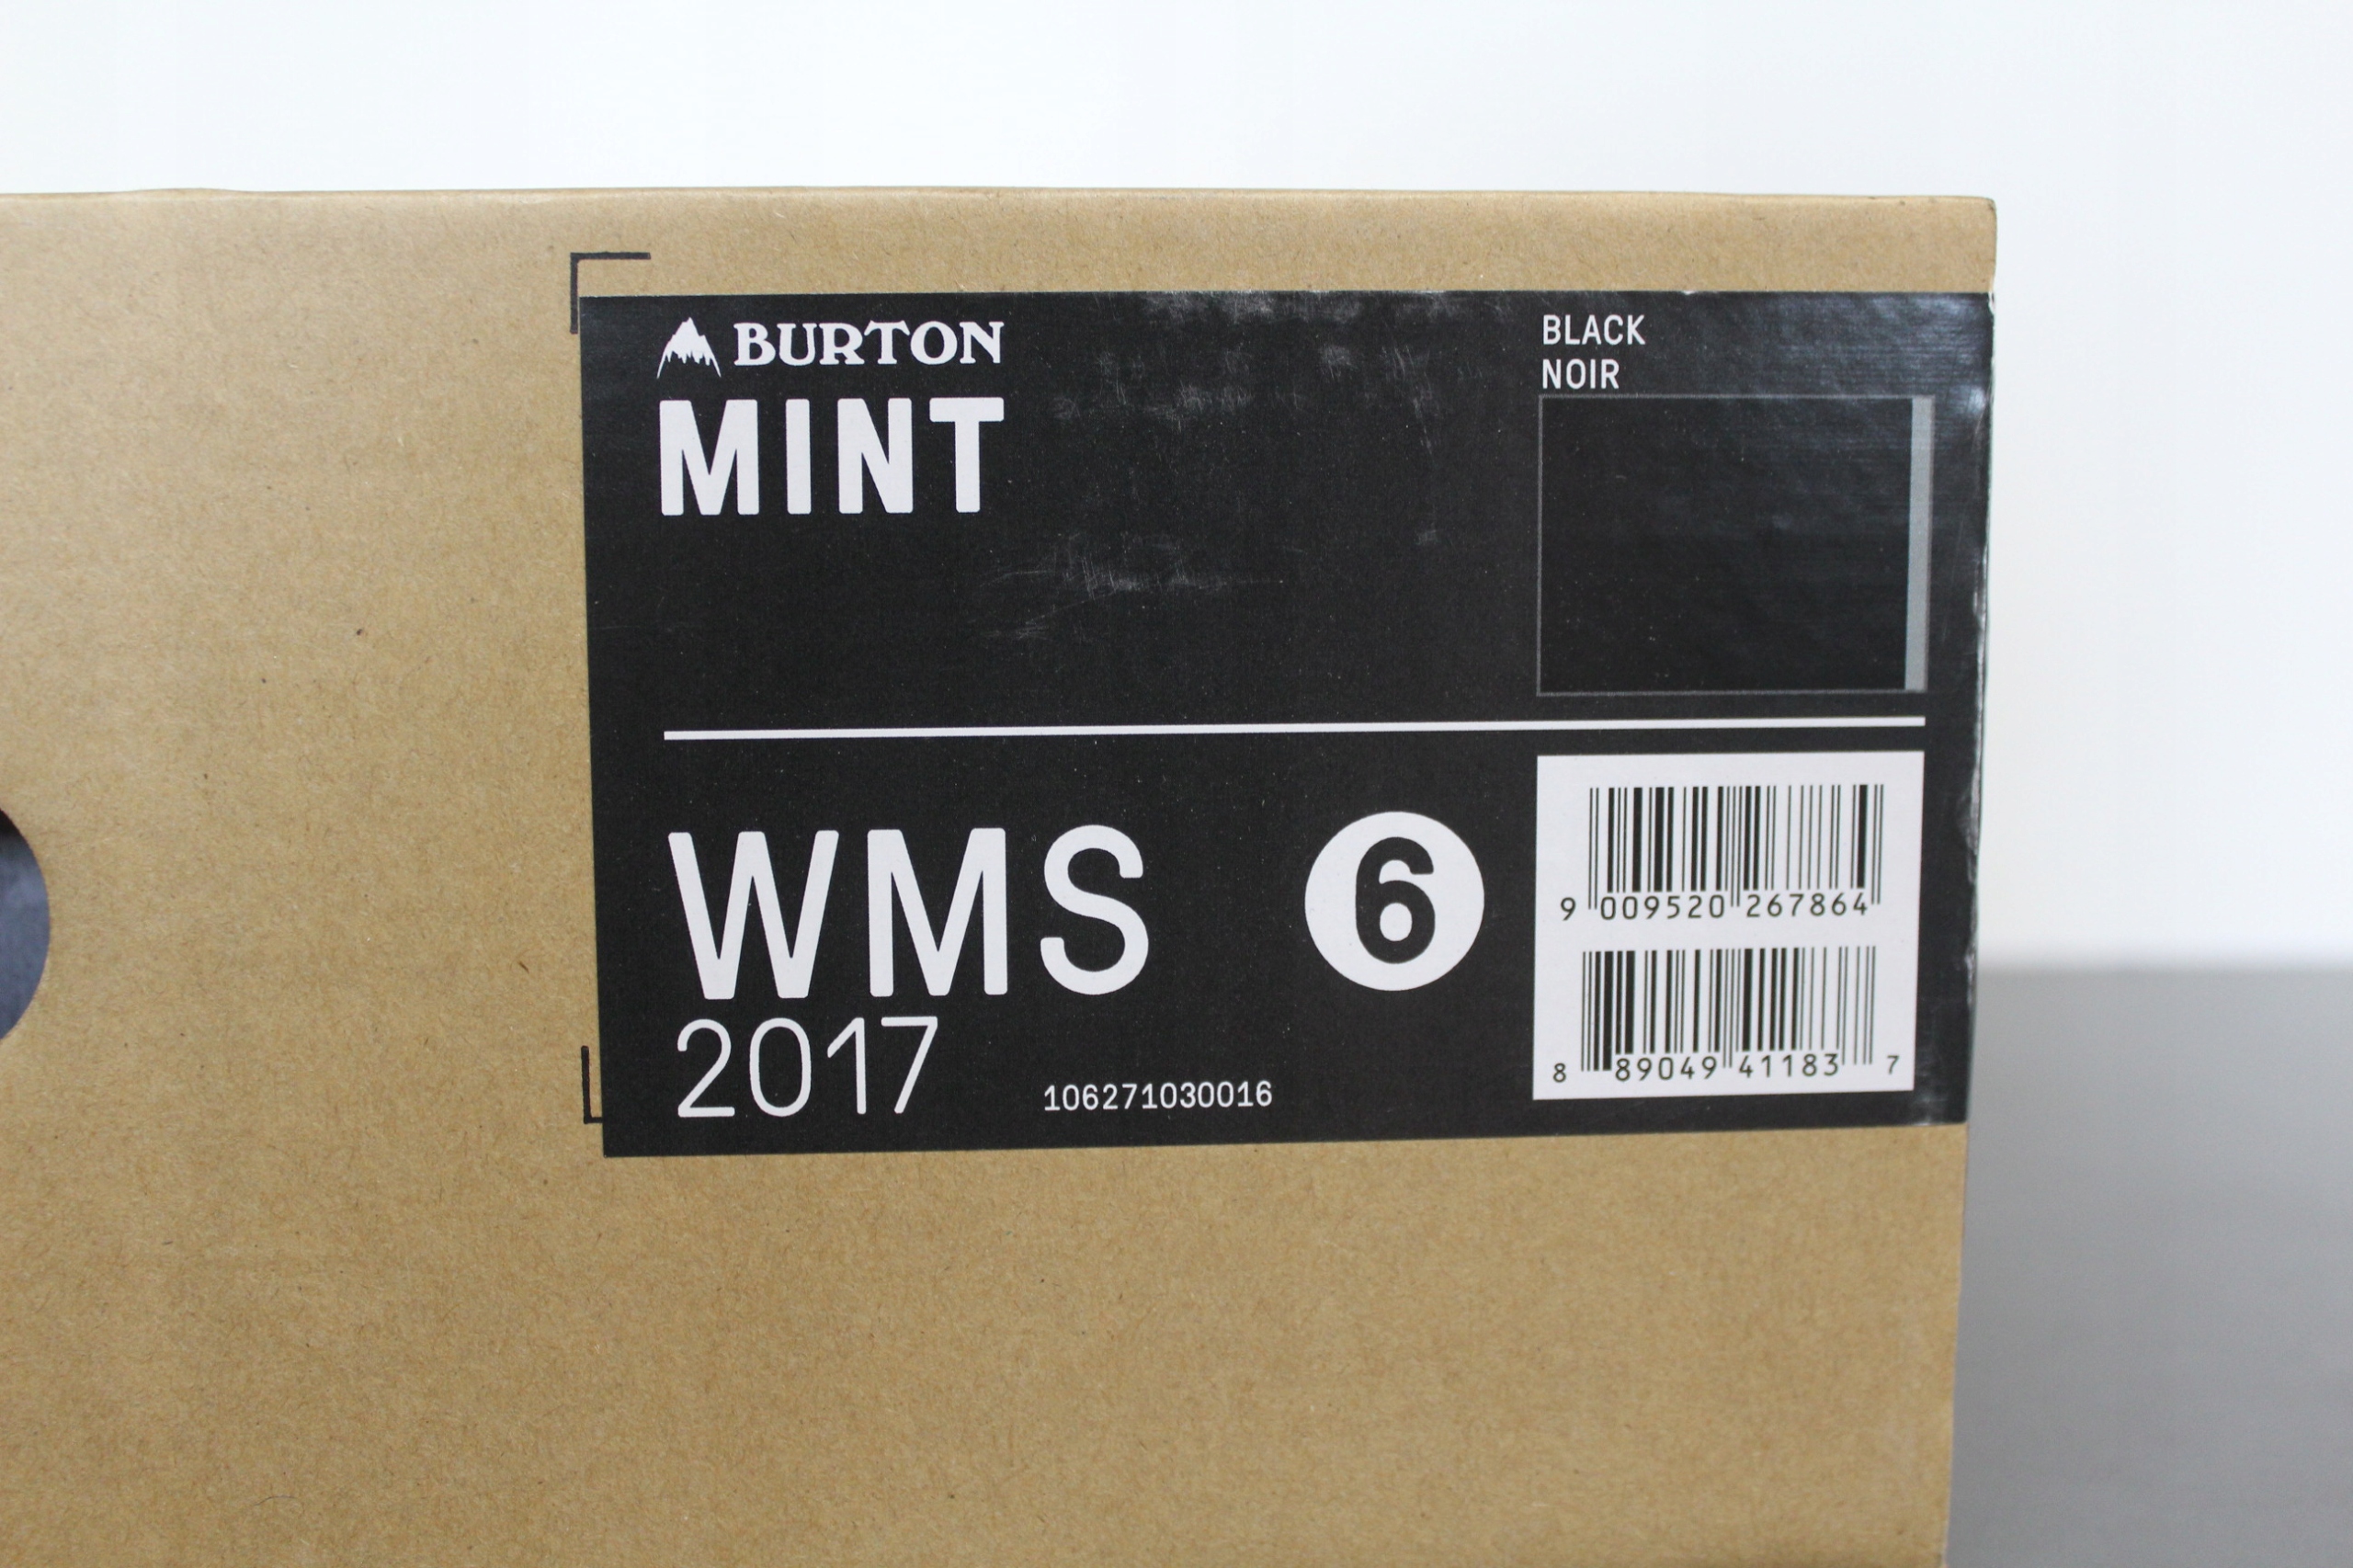 BURTON
MINT
BLACK
NOIR
WMS 6
2017
106271030016
9 009520 267864
8 89049 41183 7